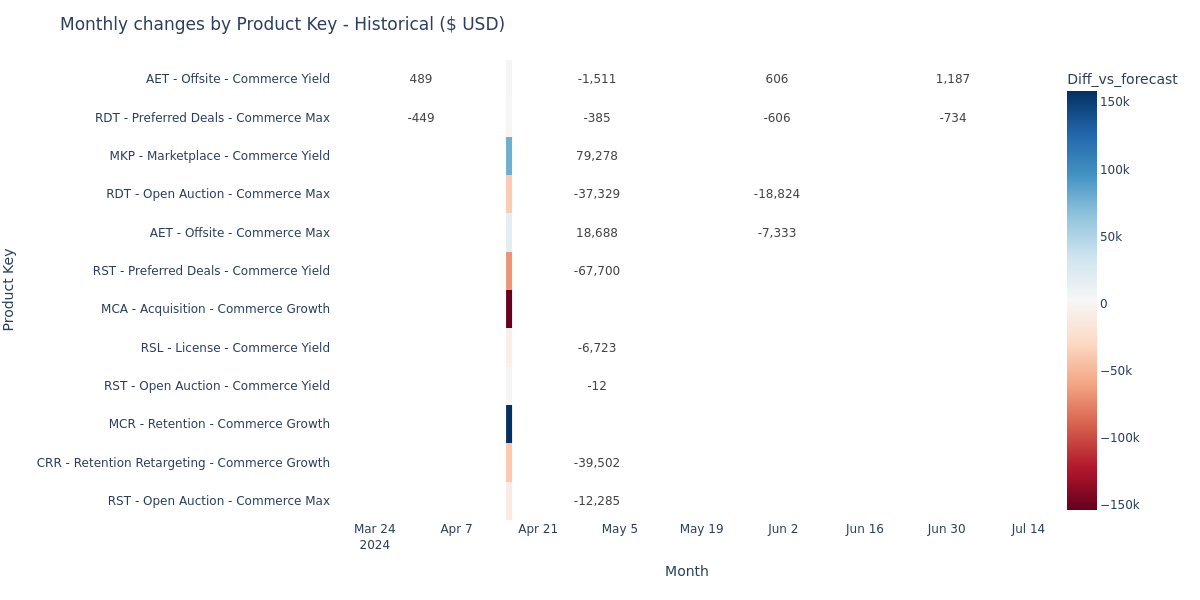 Monthly changes by Product Key - Historical ($ USD)
AET - Offsite - Commerce Yield 489 -1,511 606 1,187
RDT - Preferred Deals - Commerce Max -449 -385 -606 -734
MKP - Marketplace - Commerce Yield 79,278
RDT - Open Auction - Commerce Max -37,329 -18,824
AET - Offsite - Commerce Max 18,688 -7,333
RST - Preferred Deals - Commerce Yield -67,700
MCA - Acquisition - Commerce Growth
RSL - License - Commerce Yield -6,723
RST - Open Auction - Commerce Yield -12
MCR - Retention - Commerce Growth
CRR - Retention Retargeting - Commerce Growth -39,502
RST - Open Auction - Commerce Max -12,285
Product Key
Mar 24 Apr 7 Apr 21 May 5 May 19 Jun 2 Jun 16 Jun 30 Jul 14
2024
Month
Diff_vs_forecast
150k
100k
50k
0
−50k
−100k
−150k